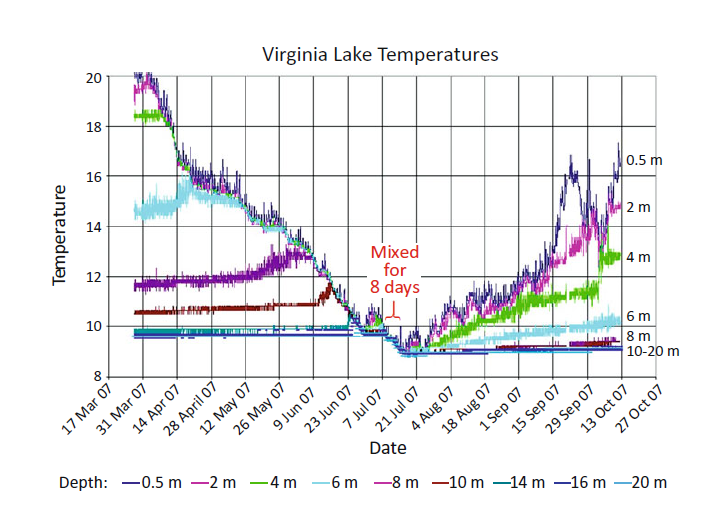 Virginia Lake Temperatures
20
18
16
14
12
10
8
Temperature
0.5 m
2 m
4 m
6 m
8 m
10-20 m
Mixed
for
8 days
17 Mar 07
31 Mar 07
14 Apr 07
28 April 07
12 May 07
26 May 07
9 Jun 07
23 Jun 07
7 Jul 07
21 Jul 07
4 Aug 07
18 Aug 07
1 Sep 07
15 Sep 07
29 Sep 07
13 Oct 07
27 Oct 07
Date
Depth: 0.5 m 2 m 4 m 6 m 8 m 10 m 14 m 16 m 20 m